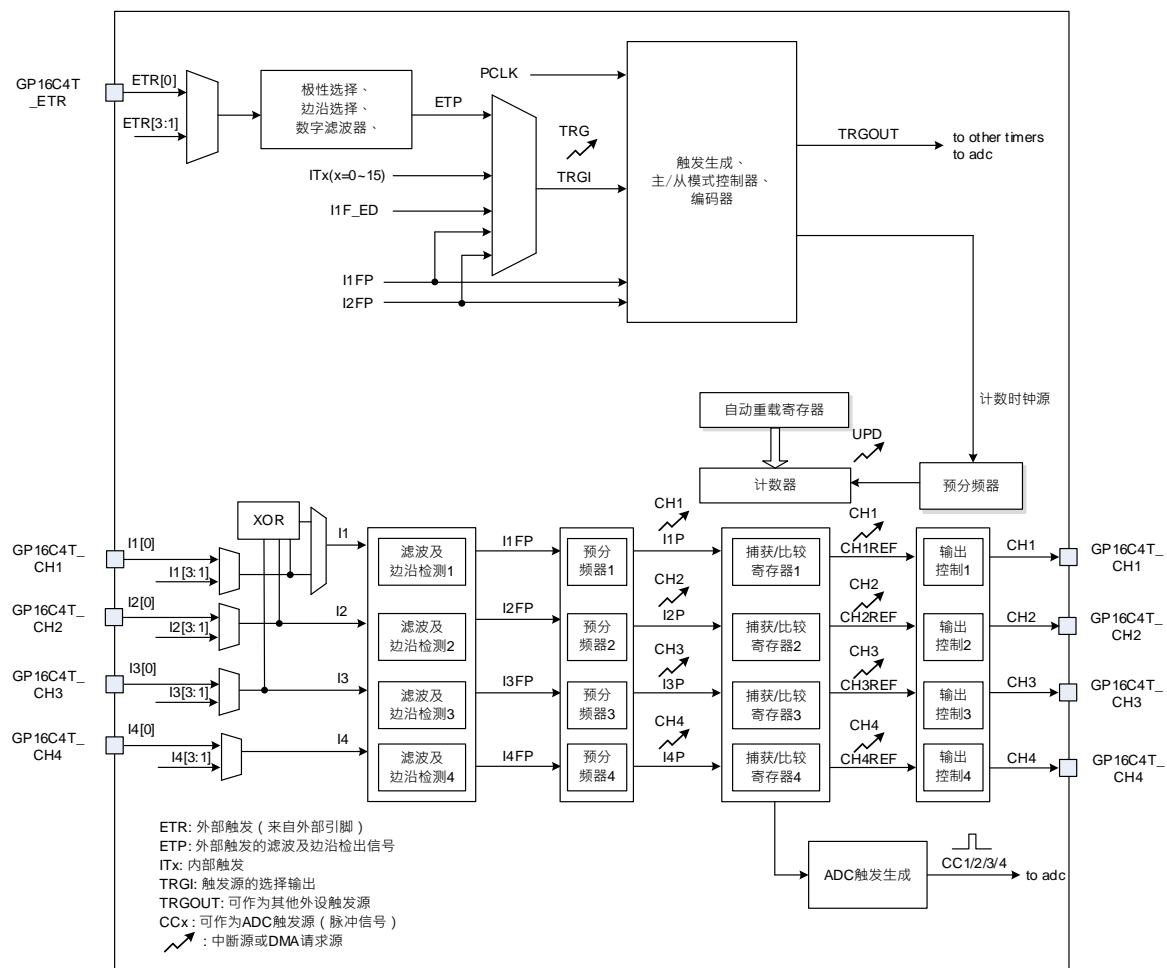 GP16C4T
_ETR
ETR[0]
ETR[3:1]
极性选择、
边沿选择、
数字滤波器、
ETP
PCLK
ITx(x=0~15)
I1F_ED
I1FP
I2FP
TRG
TRGI
触发生成、
主/从模式控制器、
编码器
TRGOUT
to other timers
to adc
计数时钟源
自动重载寄存器
UPD
计数器
预分频器
XOR
GP16C4T_
CH1
I1[0]
I1[3:1]
I1
滤波及
边沿检测1
I1FP
预分
频器1
CH1
I1P
捕获/比较
寄存器1
CH1
CH1REF
输出
控制1
CH1
GP16C4T_
CH1
GP16C4T_
CH2
I2[0]
I2[3:1]
I2
滤波及
边沿检测2
I2FP
预分
频器2
CH2
I2P
捕获/比较
寄存器2
CH2
CH2REF
输出
控制2
CH2
GP16C4T_
CH2
GP16C4T_
CH3
I3[0]
I3[3:1]
I3
滤波及
边沿检测3
I3FP
预分
频器3
CH3
I3P
捕获/比较
寄存器3
CH3
CH3REF
输出
控制3
CH3
GP16C4T_
CH3
GP16C4T_
CH4
I4[0]
I4[3:1]
I4
滤波及
边沿检测4
I4FP
预分
频器4
CH4
I4P
捕获/比较
寄存器4
CH4
CH4REF
输出
控制4
CH4
GP16C4T_
CH4
ADC触发生成
CC1/2/3/4
to adc
ETR: 外部触发（来自外部引脚）
ETP: 外部触发的滤波及边沿检出信号
ITx: 内部触发
TRGI: 触发源的选择输出
TRGOUT: 可作为其他外设触发源
CCx : 可作为ADC触发源（脉冲信号）
: 中断源或DMA请求源